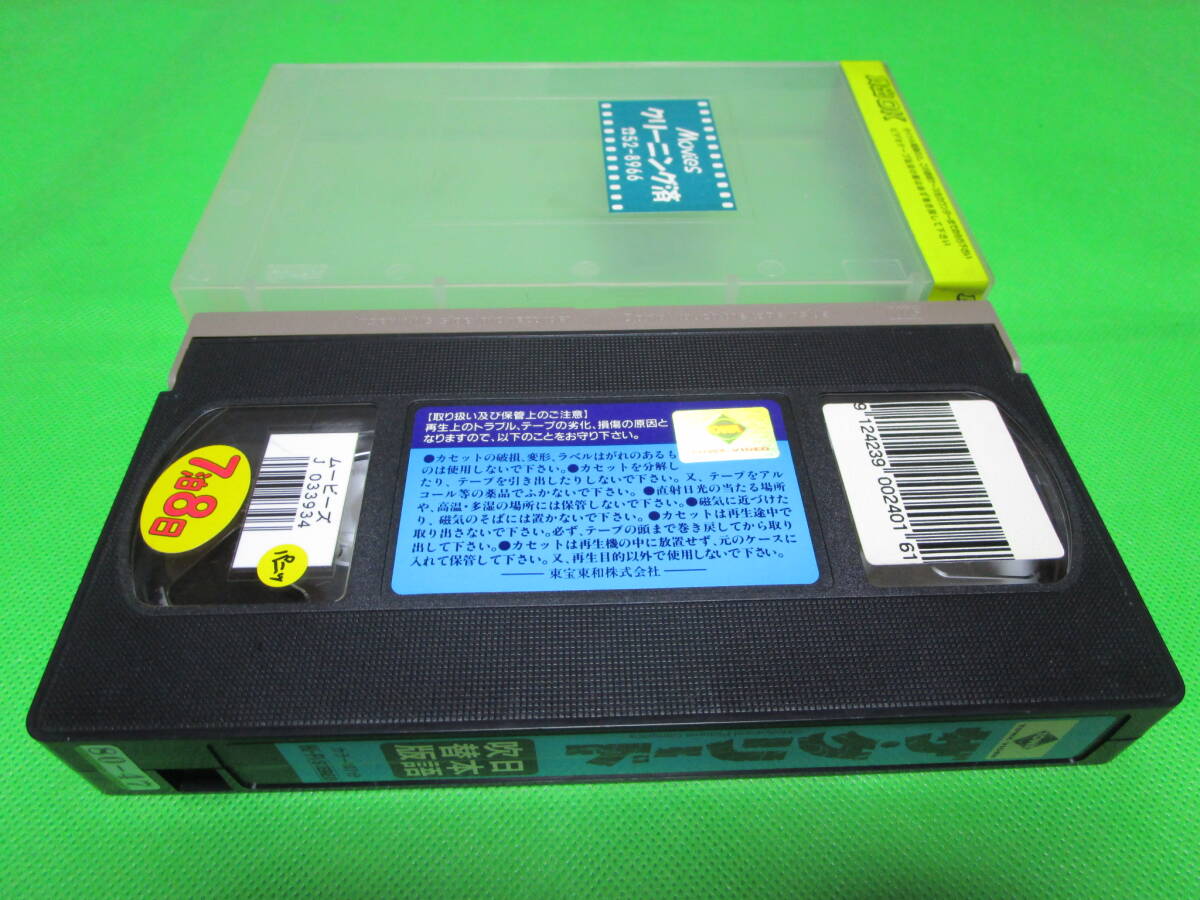 Movies
クリーニング済
☎52-8966
【取り扱い及び保管上のご注意】
再生上のトラブル、テープの劣化、損傷の原因と
なりますので、以下のことをお守り下さい。
●カセットの破損、変形、ラベルはがれのあるも
のは使用しないで下さい。●カセットを分解し
たり、テープを引き出したりしないで下さい。又、テープをアル
コール等の薬品でふかないで下さい。●直射日光の当たる場所
や、高温・多湿の場所には保管しないで下さい。●磁気に近づけた
り、磁気のそばには置かないで下さい。●カセットは再生途中で
取り出さないで下さい。必ず、テープの頭まで巻き戻してから取り
出して下さい。●カセットは再生機の中に放置せず、元のケースに
入れて保管して下さい。又、再生目的以外で使用しないで下さい。
東宝東和株式会社
7泊8日
ムービーズ
J 033934
パニック
9 124239 002401 61
ザ・グリード
日本語
吹替版
80-47